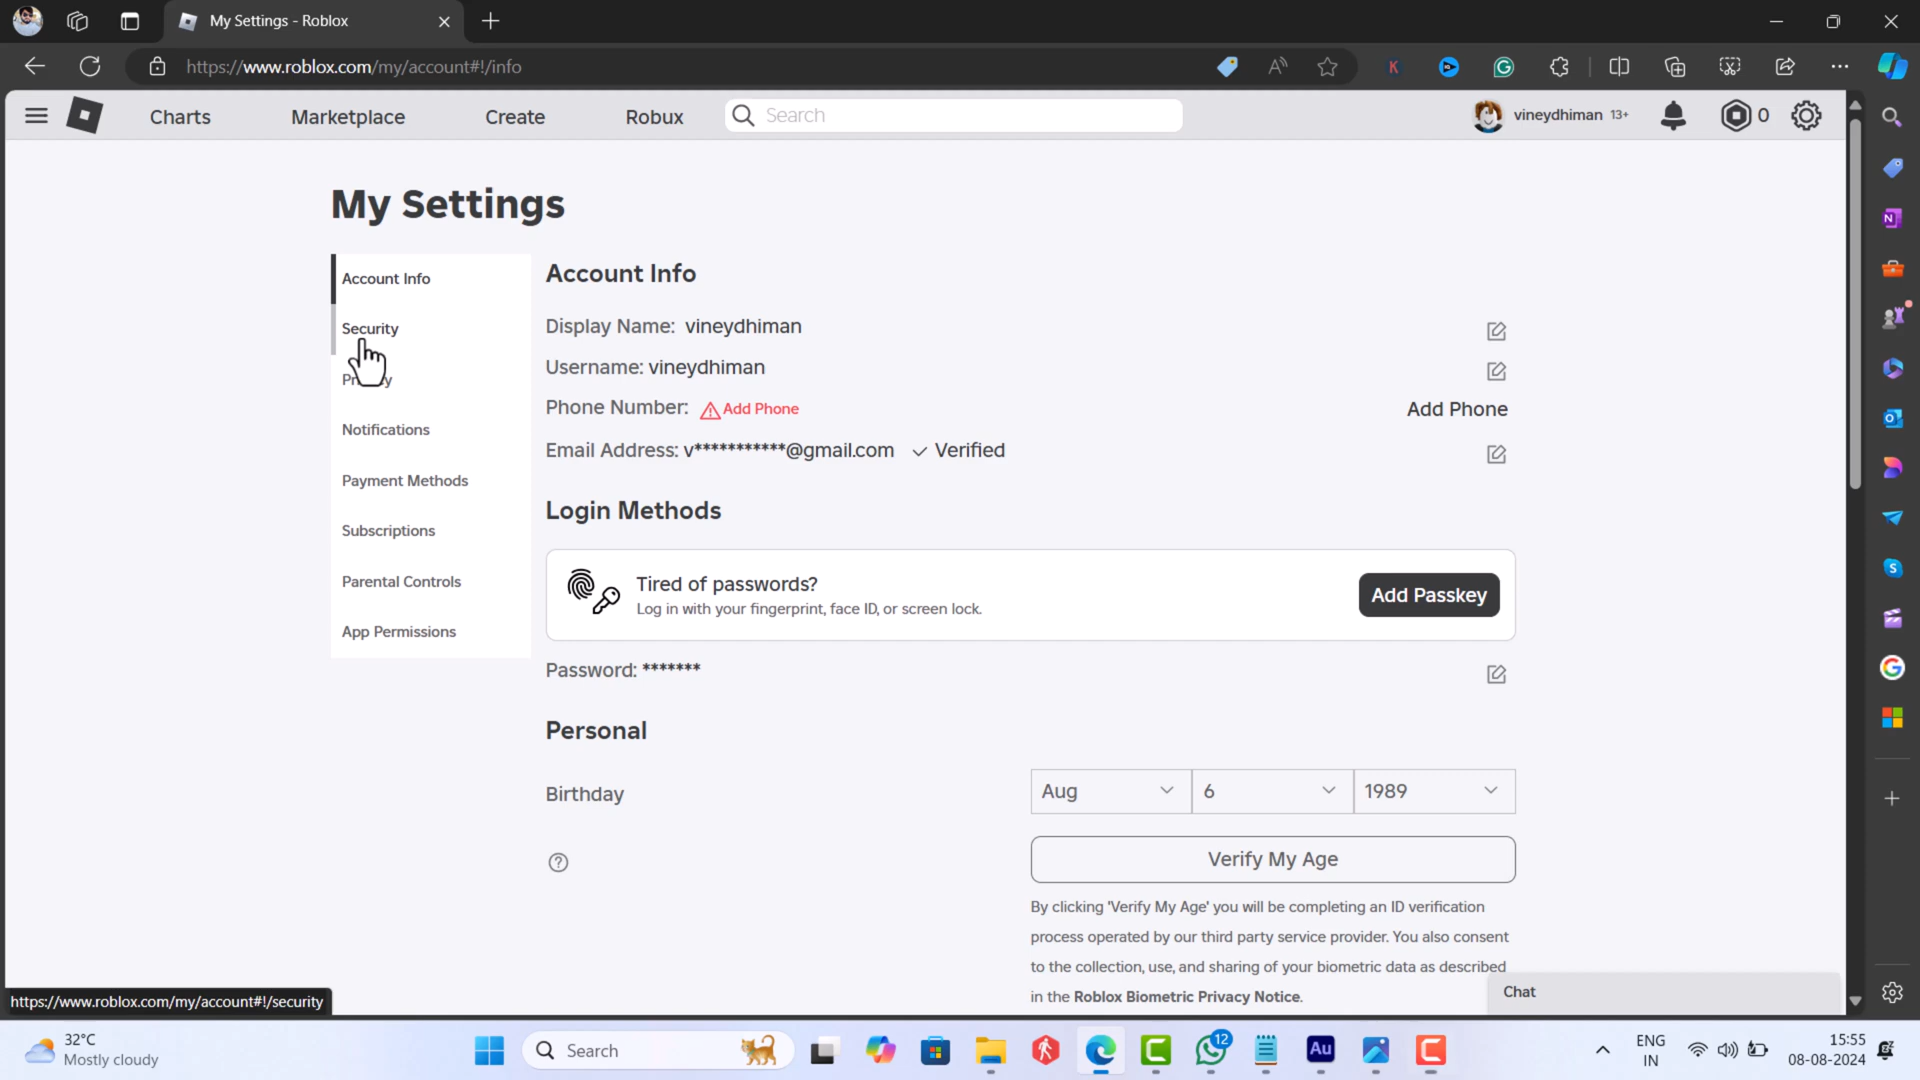 My Settings - Roblox
https://www.roblox.com/my/account#!/info
Charts
Marketplace
Create
Robux
Search
vineydhiman 13+
0
My Settings
Account Info
Security
Notifications
Payment Methods
Subscriptions
Parental Controls
App Permissions
Account Info
Display Name: vineydhiman
Username: vineydhiman
Phone Number: Add Phone
Add Phone
Email Address: v***********@gmail.com Verified
Login Methods
Tired of passwords?
Log in with your fingerprint, face ID, or screen lock.
Add Passkey
Password: *******
Personal
Birthday
Aug
6
1989
Verify My Age
By clicking 'Verify My Age' you will be completing an ID verification
process operated by our third party service provider. You also consent
to the collection, use, and sharing of your biometric data as described
in the Roblox Biometric Privacy Notice.
Chat
https://www.roblox.com/my/account#!/security
32°C
Mostly cloudy
Search
12
Au
ENG
IN
15:55
08-08-2024